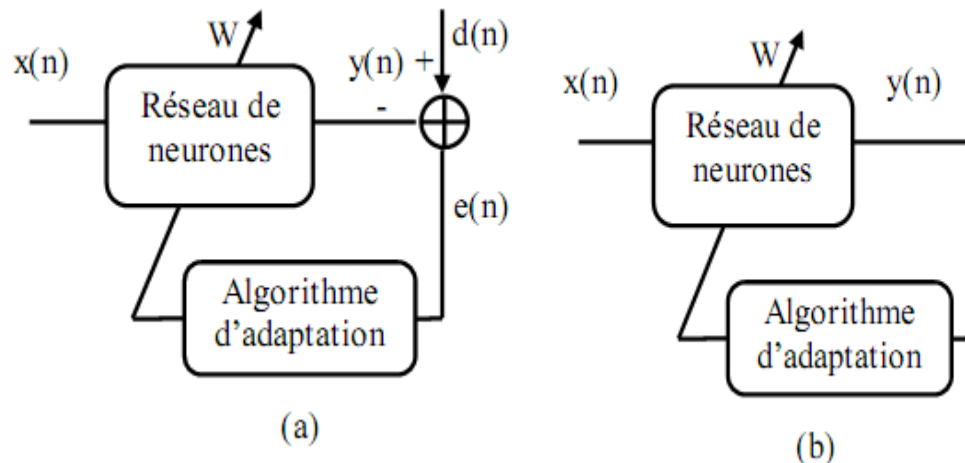 W
d(n)
x(n)
y(n) +
-
Réseau de
neurones
e(n)
Algorithme
d'adaptation
(a)
W
x(n)
y(n)
Réseau de
neurones
Algorithme
d'adaptation
(b)